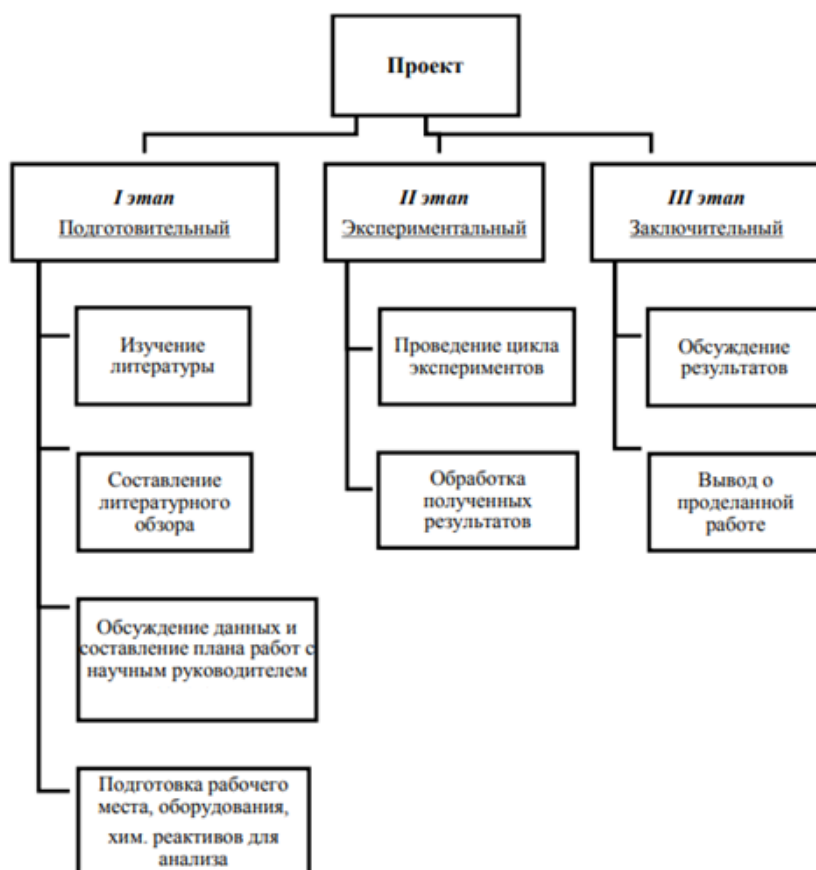 Проект
I этап
Подготовительный
II этап
Экспериментальный
III этап
Заключительный
Изучение
литературы
Проведение цикла
экспериментов
Обсуждение
результатов
Составление
литературного
обзора
Обработка
полученных
результатов
Вывод о
проделанной
работе
Обсуждение данных и
составление плана работ с
научным руководителем
Подготовка рабочего
места, оборудования,
хим. реактивов для
анализа